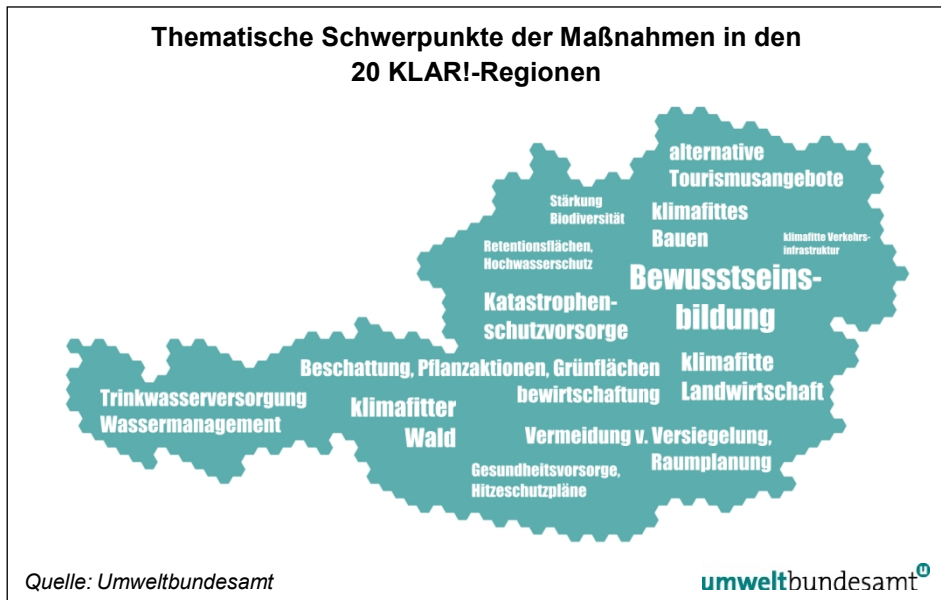 Thematische Schwerpunkte der Maßnahmen in den
20 KLAR!-Regionen
alternative
Tourismusangebote
Stärkung
Biodiversität
klimafittes
Bauen
klimafitte Verkehrs-
infrastruktur
Retentionsflächen,
Hochwasserschutz
Bewusstseins-
bildung
Katastrophen-
schutzvorsorge
Beschattung, Pflanzaktionen, Grünflächen
bewirtschaftung
klimafitte
Landwirtschaft
Trinkwasserversorgung
Wassermanagement
klimafitter
Wald
Vermeidung v. Versiegelung,
Raumplanung
Gesundheitsvorsorge,
Hitzeschutzpläne
Quelle: Umweltbundesamt
umweltbundesamt u